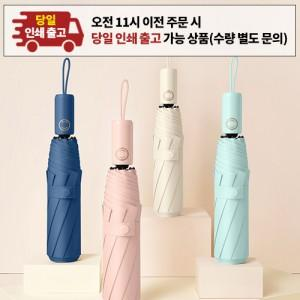 당일
인쇄 출고
오전 11시 이전 주문 시
당일 인쇄 출고 가능 상품(수량 별도 문의)